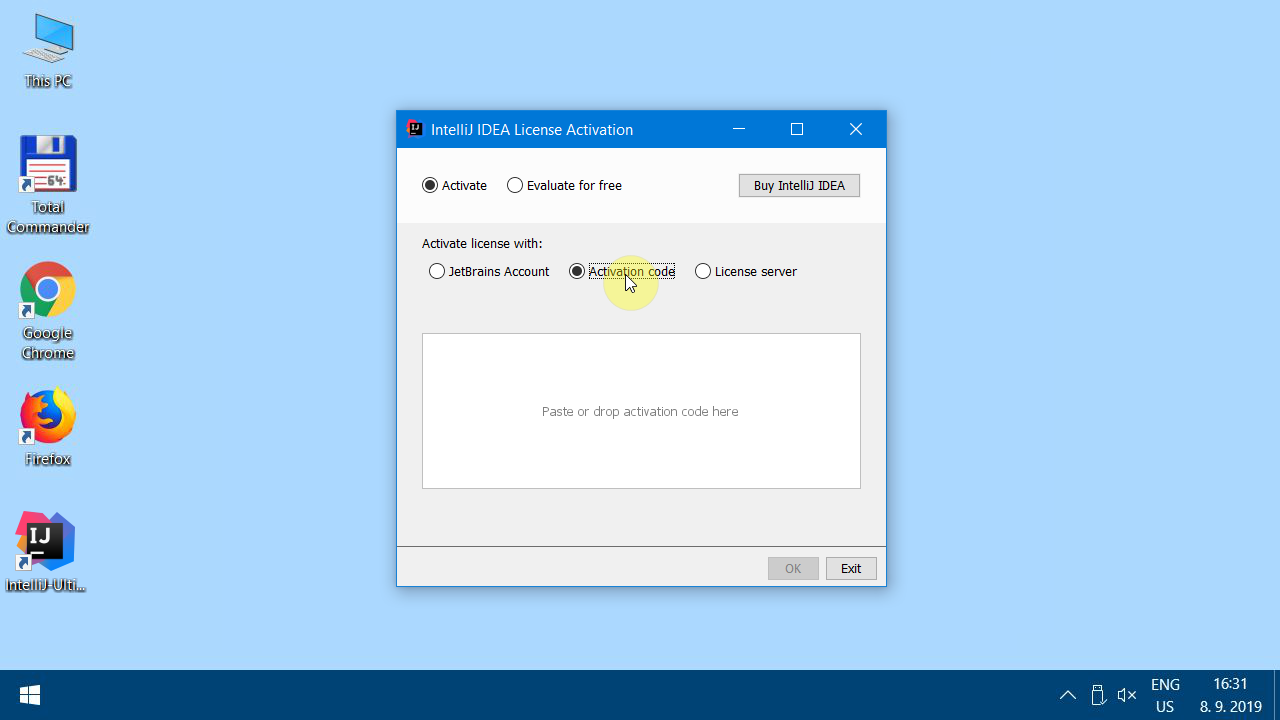 This PC
64.
Total
Commander
Google
Chrome
Firefox
IJ
IntelliJ-Ulti...
IJ
IntelliJ IDEA License Activation
Activate
Evaluate for free
Buy IntelliJ IDEA
Activate license with:
JetBrains Account
Activation code
License server
Paste or drop activation code here
OK
Exit
ENG
US
16:31
8. 9. 2019